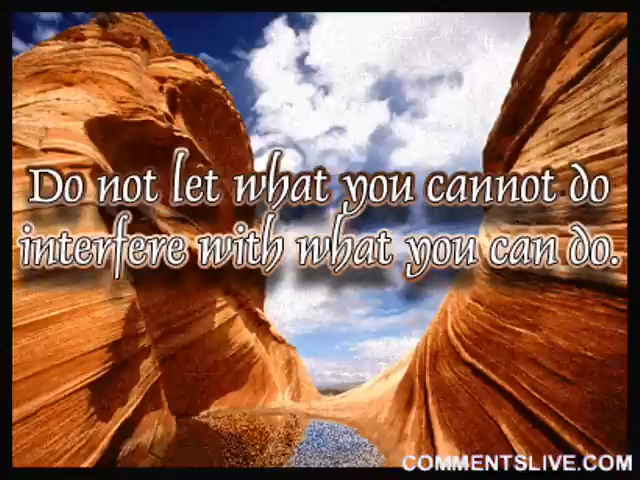 Do not let what you cannot do
interfere with what you can do.
COMMENTSLIVE.COM